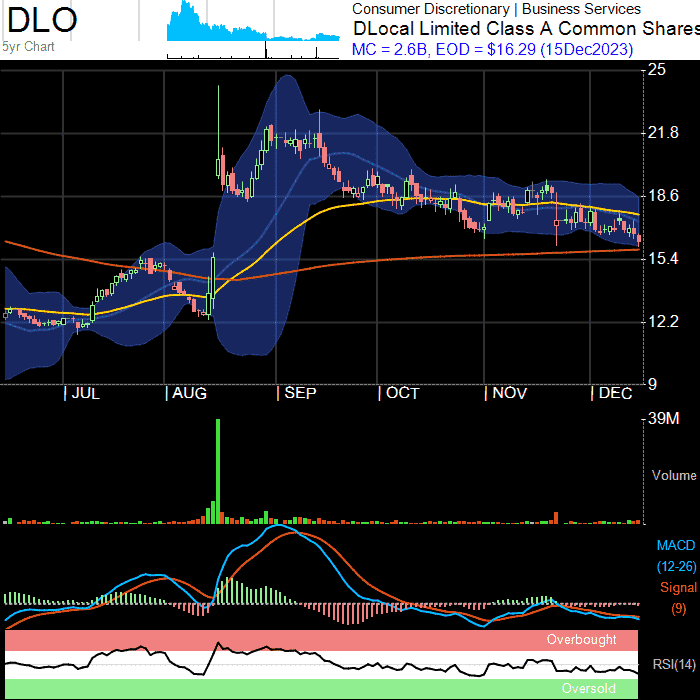 DLO
5yr Chart
Consumer Discretionary | Business Services
DLocal Limited Class A Common Shares
MC = 2.6B, EOD = $16.29 (15Dec2023)
25
21.8
18.6
15.4
12.2
9
| JUL | AUG | SEP | OCT | NOV | DEC
39M
Volume
MACD
(12-26)
Signal
(9)
Overbought
RSI(14)
Oversold